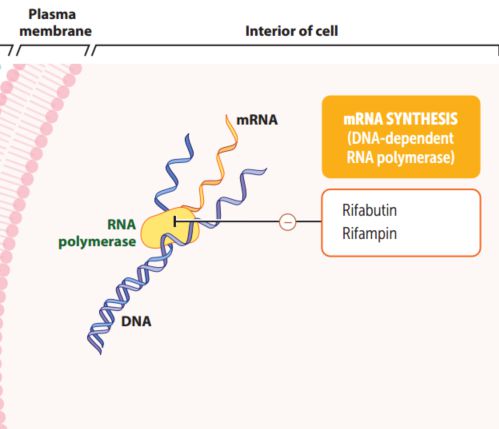 Plasma
membrane
Interior of cell
mRNA
mRNA SYNTHESIS
(DNA-dependent
RNA polymerase)
RNA
polymerase
Rifabutin
Rifampin
DNA